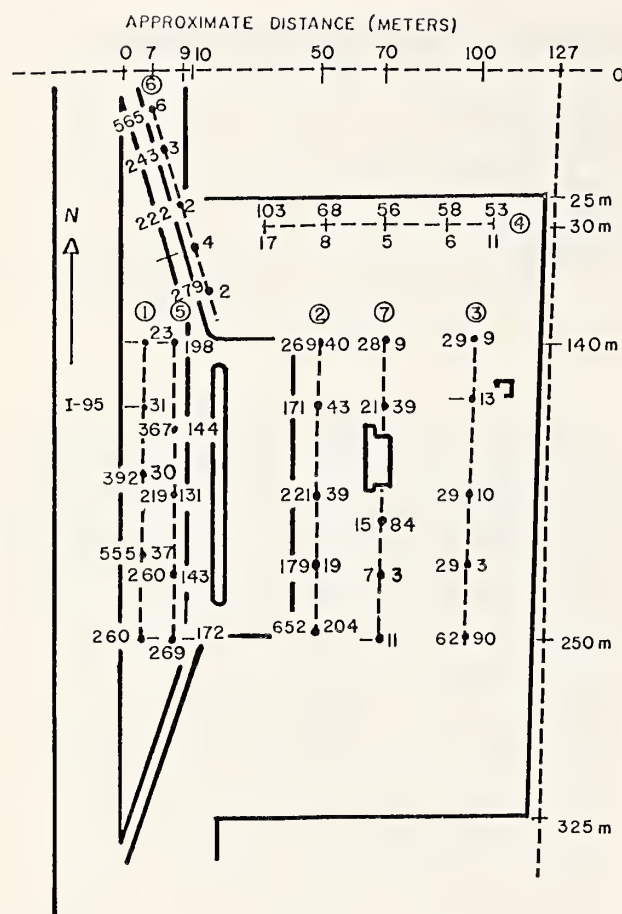 APPROXIMATE DISTANCE (METERS)
0 7 9 10 50 70 100 127
0
⑥
565 6
243 3
25 m
222 2
103 68 56 58 53 ④
30 m
17 8 5 6 11
N
4
279 2
① ⑤ ② ⑦ ③
– 23 198 269 40 28 9 29 9 140 m
I-95 – 31 171 43 21 39 – 13
367 144
392 30
219 131 221 39 29 10
15 84
555 37
260 143 179 19 7 3 29 3
260 – 269 – 172 652 204 – 11 62 90 250 m
325 m